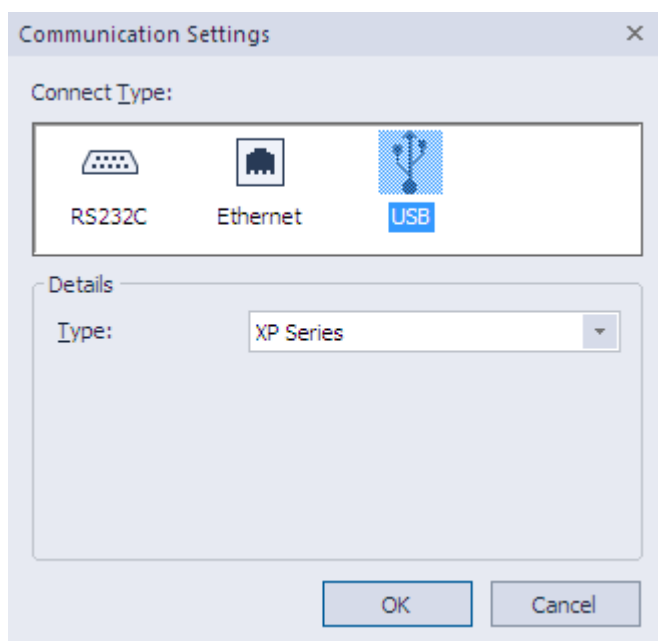 Communication Settings
Connect Type:
RS232C Ethernet USB
Details
Type: XP Series
OK Cancel